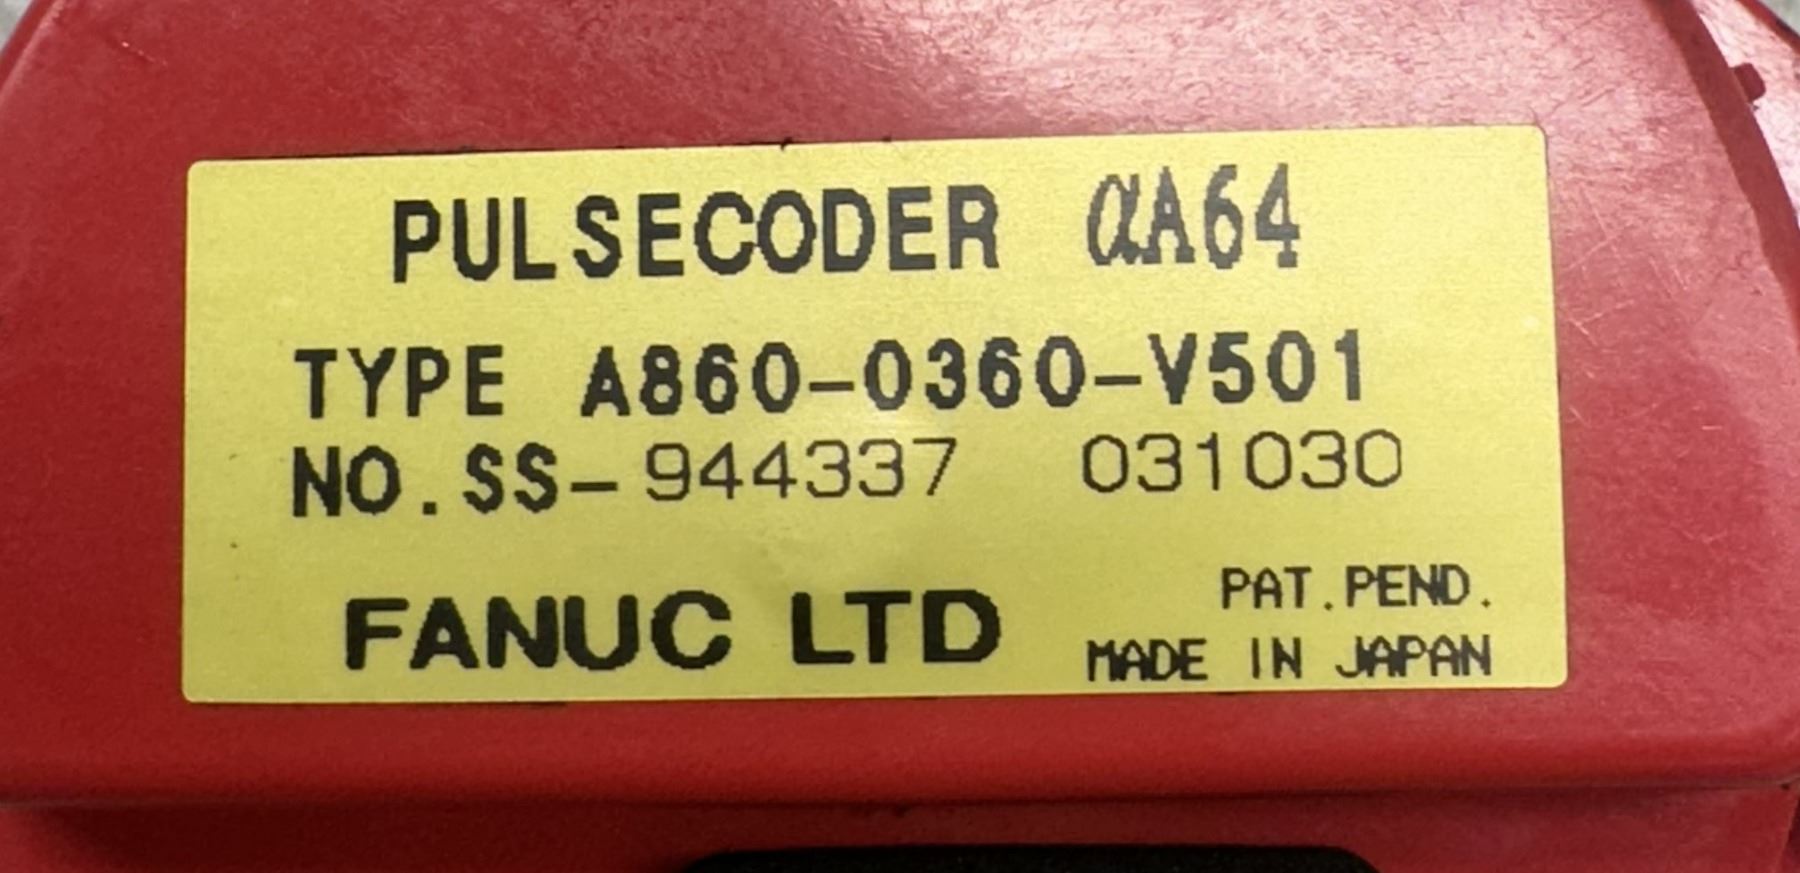 PULSECODER αA64
TYPE A860-0360-V501
NO.SS-944337 031030
FANUC LTD
PAT.PEND.
MADE IN JAPAN